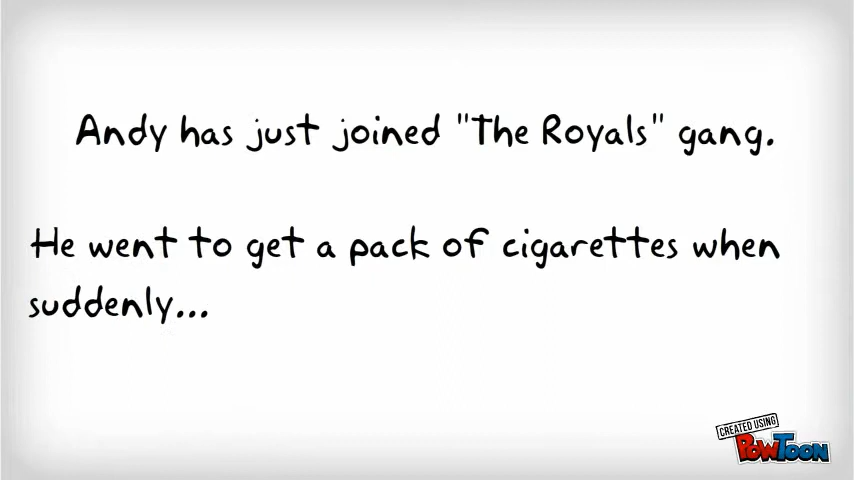 Andy has just joined "The Royals" gang.
He went to get a pack of cigarettes when
suddenly...
CREATED USING
POWTOON